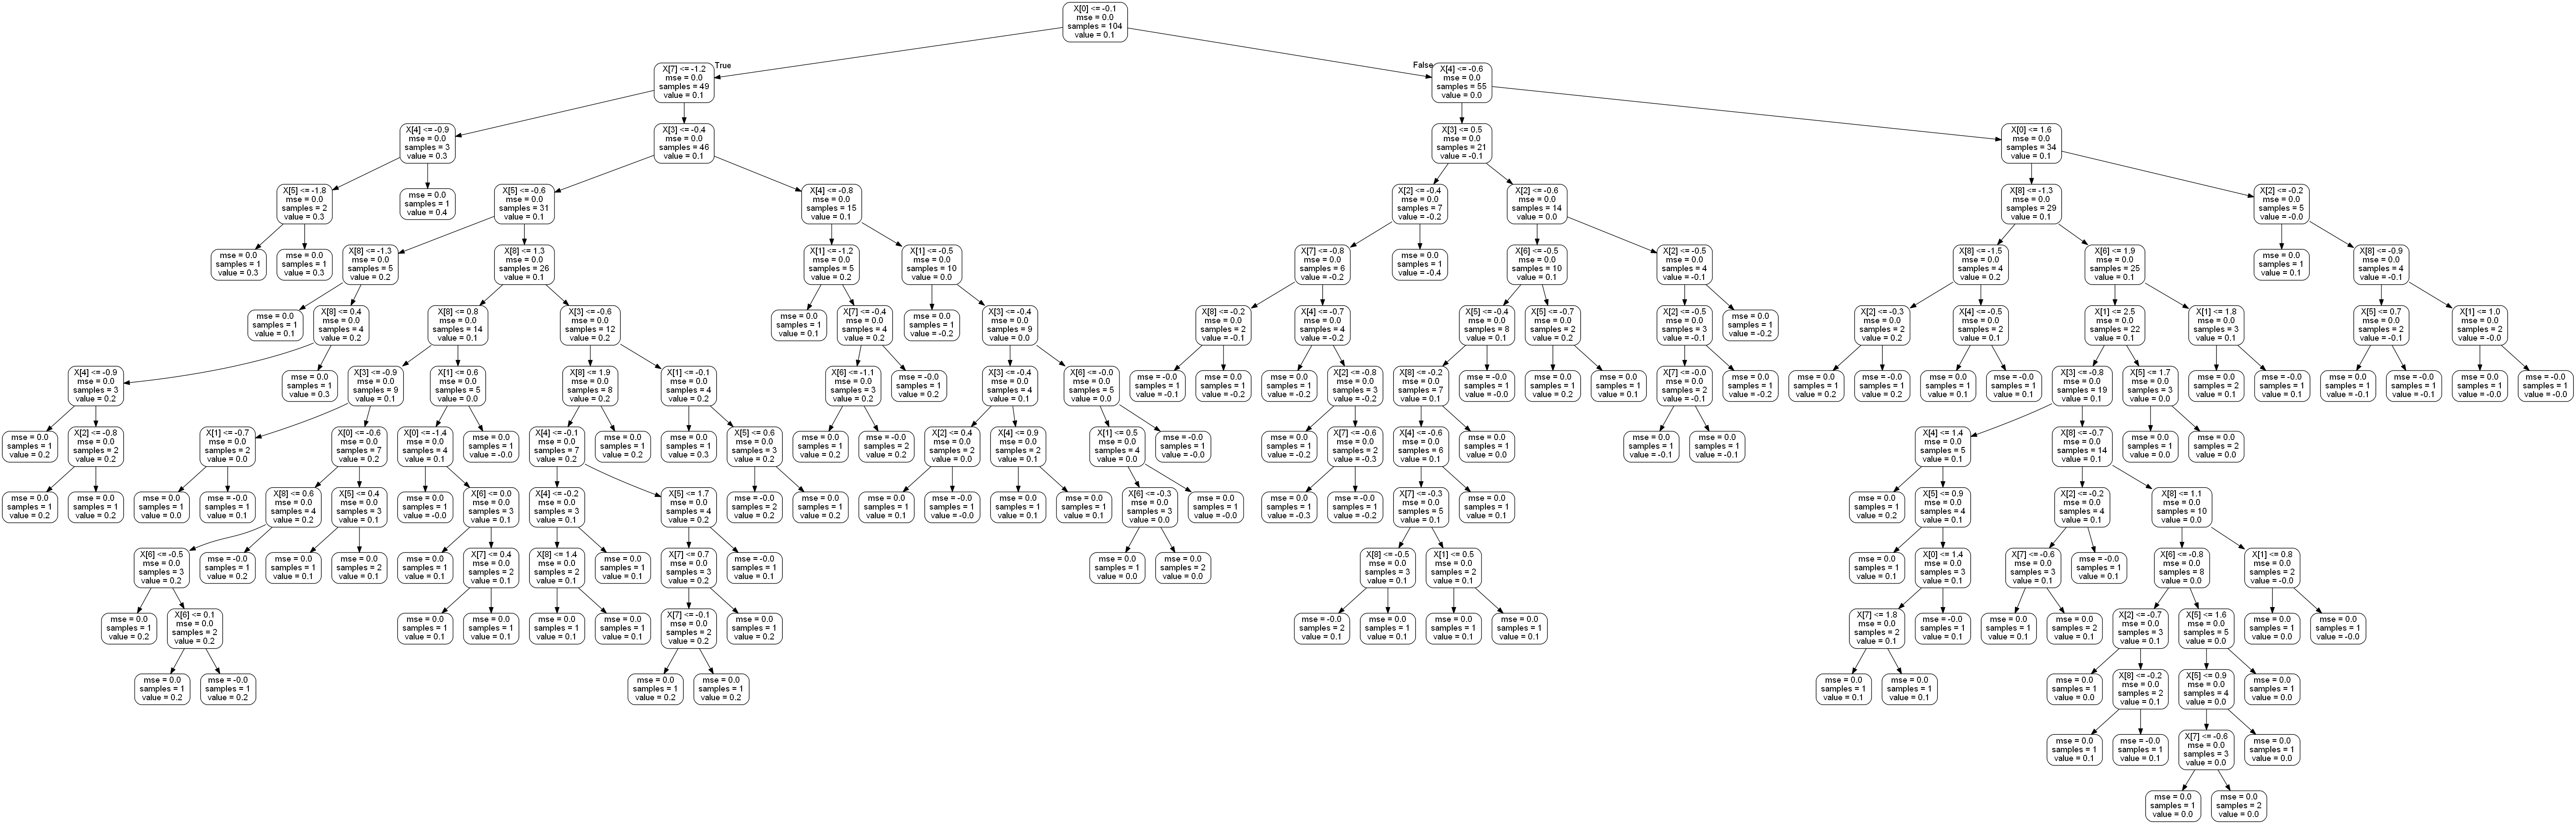 X[0] <= -0.1
mse = 0.0
samples = 104
value = 0.1
True
False
X[7] <= -1.2
mse = 0.0
samples = 49
value = 0.1
X[4] <= -0.6
mse = 0.0
samples = 55
value = 0.0
X[4] <= -0.9
mse = 0.0
samples = 3
value = 0.3
X[3] <= -0.4
mse = 0.0
samples = 46
value = 0.1
X[3] <= 0.5
mse = 0.0
samples = 21
value = -0.1
X[0] <= 1.6
mse = 0.0
samples = 34
value = 0.1
X[5] <= -1.8
mse = 0.0
samples = 2
value = 0.3
mse = 0.0
samples = 1
value = 0.4
X[5] <= -0.6
mse = 0.0
samples = 31
value = 0.1
X[4] <= -0.8
mse = 0.0
samples = 15
value = 0.1
X[2] <= -0.4
mse = 0.0
samples = 7
value = -0.2
X[2] <= -0.6
mse = 0.0
samples = 14
value = 0.0
X[8] <= -1.3
mse = 0.0
samples = 29
value = 0.1
X[2] <= -0.2
mse = 0.0
samples = 5
value = -0.0
mse = 0.0
samples = 1
value = 0.3
mse = 0.0
samples = 1
value = 0.3
X[8] <= -1.3
mse = 0.0
samples = 5
value = 0.2
X[8] <= 1.3
mse = 0.0
samples = 26
value = 0.1
X[1] <= -1.2
mse = 0.0
samples = 5
value = 0.2
X[1] <= -0.5
mse = 0.0
samples = 10
value = 0.0
X[7] <= -0.8
mse = 0.0
samples = 6
value = -0.2
mse = 0.0
samples = 1
value = -0.4
X[6] <= -0.5
mse = 0.0
samples = 10
value = 0.1
X[2] <= -0.5
mse = 0.0
samples = 4
value = -0.1
X[8] <= -1.5
mse = 0.0
samples = 4
value = 0.2
X[6] <= 1.9
mse = 0.0
samples = 25
value = 0.1
mse = 0.0
samples = 1
value = 0.1
X[8] <= -0.9
mse = 0.0
samples = 4
value = -0.1
mse = 0.0
samples = 1
value = 0.1
X[8] <= 0.4
mse = 0.0
samples = 4
value = 0.2
X[8] <= 0.8
mse = 0.0
samples = 14
value = 0.1
X[3] <= -0.6
mse = 0.0
samples = 12
value = 0.2
mse = 0.0
samples = 1
value = 0.1
X[7] <= -0.4
mse = 0.0
samples = 4
value = 0.2
mse = 0.0
samples = 1
value = -0.2
X[3] <= -0.4
mse = 0.0
samples = 9
value = 0.0
X[8] <= -0.2
mse = 0.0
samples = 2
value = -0.1
X[4] <= -0.7
mse = 0.0
samples = 4
value = -0.2
X[5] <= -0.4
mse = 0.0
samples = 8
value = 0.1
X[5] <= -0.7
mse = 0.0
samples = 2
value = 0.2
X[2] <= -0.5
mse = 0.0
samples = 3
value = -0.1
mse = 0.0
samples = 1
value = -0.2
X[2] <= -0.3
mse = 0.0
samples = 2
value = 0.2
X[4] <= -0.5
mse = 0.0
samples = 2
value = 0.1
X[1] <= 2.5
mse = 0.0
samples = 22
value = 0.1
X[1] <= 1.8
mse = 0.0
samples = 3
value = 0.1
X[5] <= 0.7
mse = 0.0
samples = 2
value = -0.1
X[1] <= 1.0
mse = 0.0
samples = 2
value = -0.0
X[4] <= -0.9
mse = 0.0
samples = 3
value = 0.2
mse = 0.0
samples = 1
value = 0.3
X[3] <= -0.9
mse = 0.0
samples = 9
value = 0.1
X[1] <= 0.6
mse = 0.0
samples = 5
value = 0.0
X[8] <= 1.9
mse = 0.0
samples = 8
value = 0.2
X[1] <= -0.1
mse = 0.0
samples = 4
value = 0.2
X[6] <= -1.1
mse = 0.0
samples = 3
value = 0.2
mse = -0.0
samples = 1
value = 0.2
X[3] <= -0.4
mse = 0.0
samples = 4
value = 0.1
X[6] <= -0.0
mse = 0.0
samples = 5
value = 0.0
mse = -0.0
samples = 1
value = -0.1
mse = 0.0
samples = 1
value = -0.2
mse = 0.0
samples = 1
value = -0.2
X[2] <= -0.8
mse = 0.0
samples = 3
value = -0.2
X[8] <= -0.2
mse = 0.0
samples = 7
value = 0.1
mse = -0.0
samples = 1
value = -0.0
mse = 0.0
samples = 1
value = 0.2
mse = 0.0
samples = 1
value = 0.1
X[7] <= -0.0
mse = 0.0
samples = 2
value = -0.1
mse = 0.0
samples = 1
value = -0.2
mse = 0.0
samples = 1
value = 0.2
mse = -0.0
samples = 1
value = 0.2
mse = 0.0
samples = 1
value = 0.1
mse = -0.0
samples = 1
value = 0.1
X[3] <= -0.8
mse = 0.0
samples = 19
value = 0.1
X[5] <= 1.7
mse = 0.0
samples = 3
value = 0.0
mse = 0.0
samples = 2
value = 0.1
mse = -0.0
samples = 1
value = 0.1
mse = 0.0
samples = 1
value = -0.1
mse = -0.0
samples = 1
value = -0.1
mse = 0.0
samples = 1
value = -0.0
mse = -0.0
samples = 1
value = -0.0
mse = 0.0
samples = 1
value = 0.2
X[2] <= -0.8
mse = 0.0
samples = 2
value = 0.2
X[1] <= -0.7
mse = 0.0
samples = 2
value = 0.0
X[0] <= -0.6
mse = 0.0
samples = 7
value = 0.2
X[0] <= -1.4
mse = 0.0
samples = 4
value = 0.1
mse = 0.0
samples = 1
value = -0.0
X[4] <= -0.1
mse = 0.0
samples = 7
value = 0.2
mse = 0.0
samples = 1
value = 0.2
mse = 0.0
samples = 1
value = 0.3
X[5] <= 0.6
mse = 0.0
samples = 3
value = 0.2
mse = 0.0
samples = 1
value = 0.2
mse = -0.0
samples = 2
value = 0.2
X[2] <= 0.4
mse = 0.0
samples = 2
value = 0.0
X[4] <= 0.9
mse = 0.0
samples = 2
value = 0.1
X[1] <= 0.5
mse = 0.0
samples = 4
value = 0.0
mse = -0.0
samples = 1
value = -0.0
mse = 0.0
samples = 1
value = -0.2
X[7] <= -0.6
mse = 0.0
samples = 2
value = -0.3
X[4] <= -0.6
mse = 0.0
samples = 6
value = 0.1
mse = 0.0
samples = 1
value = 0.0
mse = 0.0
samples = 1
value = -0.1
mse = 0.0
samples = 1
value = -0.1
X[4] <= 1.4
mse = 0.0
samples = 5
value = 0.1
X[8] <= -0.7
mse = 0.0
samples = 14
value = 0.1
mse = 0.0
samples = 1
value = 0.0
mse = 0.0
samples = 2
value = 0.0
mse = 0.0
samples = 1
value = 0.2
mse = 0.0
samples = 1
value = 0.2
mse = 0.0
samples = 1
value = 0.0
mse = -0.0
samples = 1
value = 0.1
X[8] <= 0.6
mse = 0.0
samples = 4
value = 0.2
X[5] <= 0.4
mse = 0.0
samples = 3
value = 0.1
mse = 0.0
samples = 1
value = -0.0
X[6] <= 0.0
mse = 0.0
samples = 3
value = 0.1
X[4] <= -0.2
mse = 0.0
samples = 3
value = 0.1
X[5] <= 1.7
mse = 0.0
samples = 4
value = 0.2
mse = -0.0
samples = 2
value = 0.2
mse = 0.0
samples = 1
value = 0.2
mse = 0.0
samples = 1
value = 0.1
mse = -0.0
samples = 1
value = -0.0
mse = 0.0
samples = 1
value = 0.1
mse = 0.0
samples = 1
value = 0.1
X[6] <= -0.3
mse = 0.0
samples = 3
value = 0.0
mse = 0.0
samples = 1
value = -0.0
mse = 0.0
samples = 1
value = -0.3
mse = -0.0
samples = 1
value = -0.2
X[7] <= -0.3
mse = 0.0
samples = 5
value = 0.1
mse = 0.0
samples = 1
value = 0.1
mse = 0.0
samples = 1
value = 0.2
X[5] <= 0.9
mse = 0.0
samples = 4
value = 0.1
X[2] <= -0.2
mse = 0.0
samples = 4
value = 0.1
X[8] <= 1.1
mse = 0.0
samples = 10
value = 0.0
X[6] <= -0.5
mse = 0.0
samples = 3
value = 0.2
mse = -0.0
samples = 1
value = 0.2
mse = 0.0
samples = 1
value = 0.1
mse = 0.0
samples = 2
value = 0.1
mse = 0.0
samples = 1
value = 0.1
X[7] <= 0.4
mse = 0.0
samples = 2
value = 0.1
X[8] <= 1.4
mse = 0.0
samples = 2
value = 0.1
mse = 0.0
samples = 1
value = 0.1
X[7] <= 0.7
mse = 0.0
samples = 3
value = 0.2
mse = -0.0
samples = 1
value = 0.1
mse = 0.0
samples = 1
value = 0.0
mse = 0.0
samples = 2
value = 0.0
X[8] <= -0.5
mse = 0.0
samples = 3
value = 0.1
X[1] <= 0.5
mse = 0.0
samples = 2
value = 0.1
mse = 0.0
samples = 1
value = 0.1
X[0] <= 1.4
mse = 0.0
samples = 3
value = 0.1
X[7] <= -0.6
mse = 0.0
samples = 3
value = 0.1
mse = -0.0
samples = 1
value = 0.1
X[6] <= -0.8
mse = 0.0
samples = 8
value = 0.0
X[1] <= 0.8
mse = 0.0
samples = 2
value = -0.0
mse = 0.0
samples = 1
value = 0.2
X[6] <= 0.1
mse = 0.0
samples = 2
value = 0.2
mse = 0.0
samples = 1
value = 0.1
mse = 0.0
samples = 1
value = 0.1
mse = 0.0
samples = 1
value = 0.1
mse = 0.0
samples = 1
value = 0.1
X[7] <= -0.1
mse = 0.0
samples = 2
value = 0.2
mse = 0.0
samples = 1
value = 0.2
mse = -0.0
samples = 2
value = 0.1
mse = 0.0
samples = 1
value = 0.1
mse = 0.0
samples = 1
value = 0.1
mse = 0.0
samples = 1
value = 0.1
X[7] <= 1.8
mse = 0.0
samples = 2
value = 0.1
mse = -0.0
samples = 1
value = 0.1
mse = 0.0
samples = 1
value = 0.1
mse = 0.0
samples = 2
value = 0.1
X[2] <= -0.7
mse = 0.0
samples = 3
value = 0.1
X[5] <= 1.6
mse = 0.0
samples = 5
value = 0.0
mse = 0.0
samples = 1
value = 0.0
mse = 0.0
samples = 1
value = -0.0
mse = 0.0
samples = 1
value = 0.2
mse = -0.0
samples = 1
value = 0.2
mse = 0.0
samples = 1
value = 0.2
mse = 0.0
samples = 1
value = 0.2
mse = 0.0
samples = 1
value = 0.1
mse = 0.0
samples = 1
value = 0.1
mse = 0.0
samples = 1
value = 0.0
X[8] <= -0.2
mse = 0.0
samples = 2
value = 0.1
X[5] <= 0.9
mse = 0.0
samples = 4
value = 0.0
mse = 0.0
samples = 1
value = 0.0
mse = 0.0
samples = 1
value = 0.1
mse = -0.0
samples = 1
value = 0.1
X[7] <= -0.6
mse = 0.0
samples = 3
value = 0.0
mse = 0.0
samples = 1
value = 0.0
mse = 0.0
samples = 1
value = 0.0
mse = 0.0
samples = 2
value = 0.0